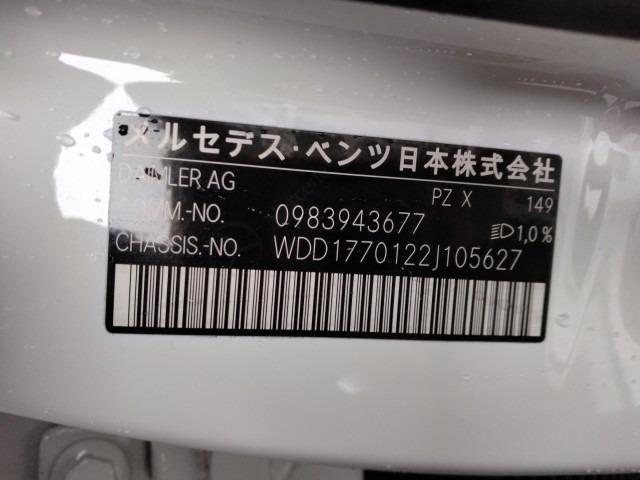 メルセデス・ベンツ日本株式会社
DAIMLER AG PZ X 149
COMM.-NO. 0983943677 1,0%
CHASSIS.-NO. WDD1770122J105627